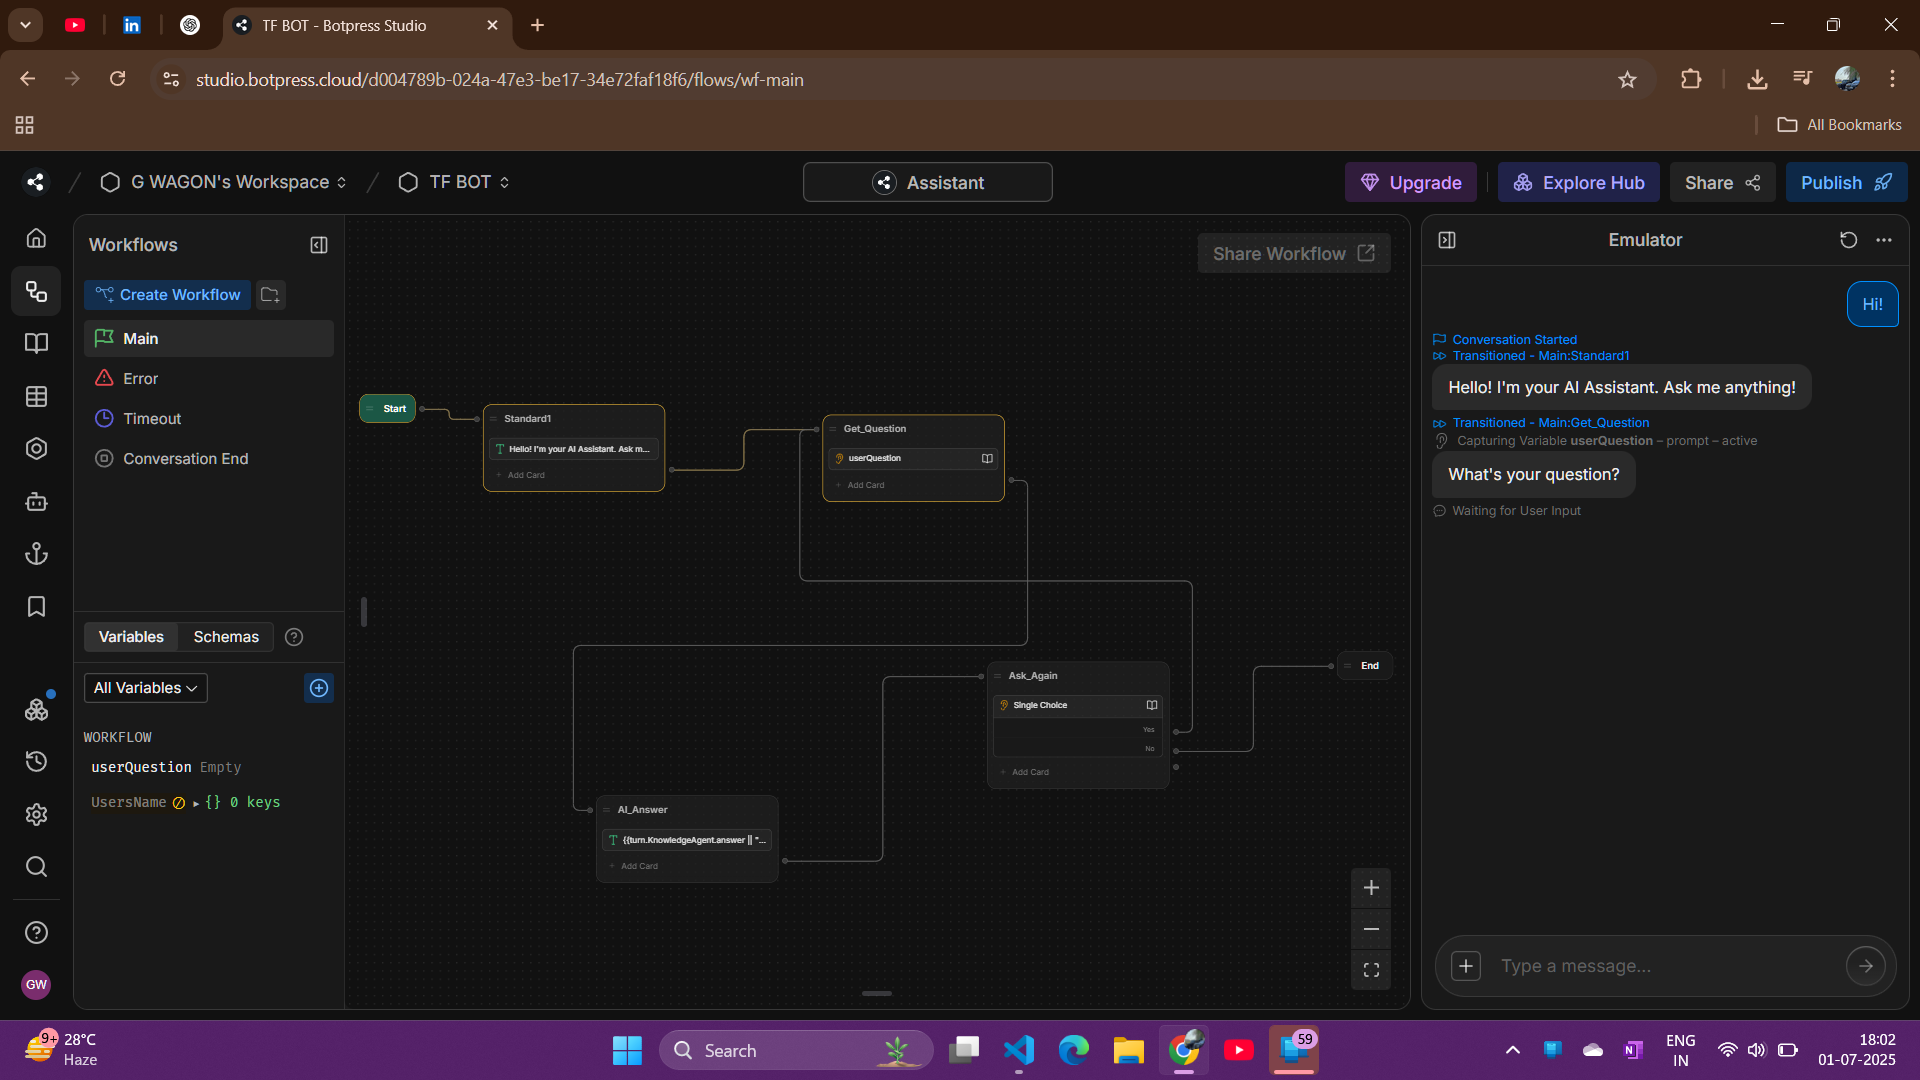 TF BOT - Botpress Studio
studio.botpress.cloud/d004789b-024a-47e3-be17-34e72faf18f6/flows/wf-main
All Bookmarks
G WAGON's Workspace
TF BOT
Assistant
Upgrade
Explore Hub
Share
Publish
Workflows
Create Workflow
Main
Error
Timeout
Conversation End
Variables
Schemas
All Variables
WORKFLOW
userQuestion Empty
UsersName {} 0 keys
GW
Share Workflow
Start
Standard1
Hello! I'm your AI Assistant. Ask m...
Add Card
Get_Question
userQuestion
Add Card
Ask_Again
Single Choice
Yes
No
Add Card
End
AI_Answer
{{turn.KnowledgeAgent.answer || "...
Add Card
Emulator
Hi!
Conversation Started
Transitioned - Main:Standard1
Hello! I'm your AI Assistant. Ask me anything!
Transitioned - Main:Get_Question
Capturing Variable userQuestion – prompt – active
What's your question?
Waiting for User Input
Type a message...
9+
28°C
Haze
Search
59
ENG
IN
18:02
01-07-2025